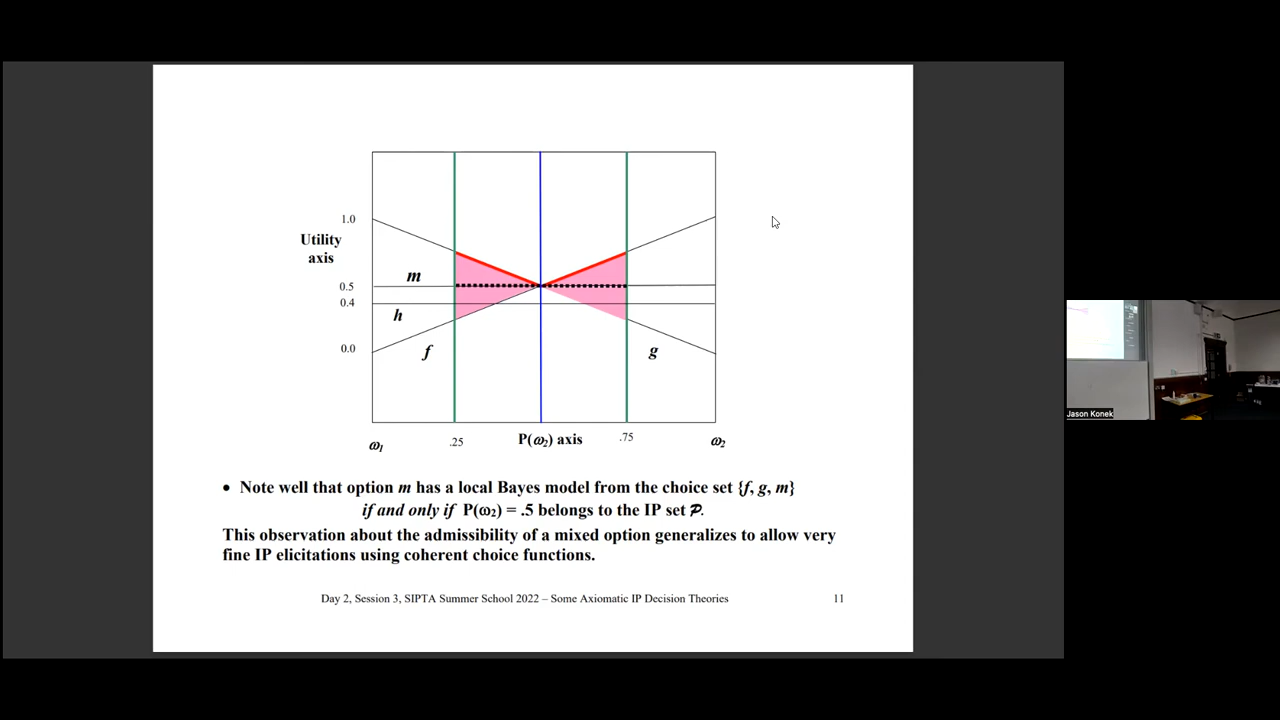 1.0
Utility
axis
m
0.5
0.4
h
0.0
f
g
ω1
.25
P(ω2) axis
.75
ω2
• Note well that option m has a local Bayes model from the choice set {f, g, m}
if and only if P(ω2) = .5 belongs to the IP set 𝒫.
This observation about the admissibility of a mixed option generalizes to allow very
fine IP elicitations using coherent choice functions.
Day 2, Session 3, SIPTA Summer School 2022 – Some Axiomatic IP Decision Theories
11
Jason Konek